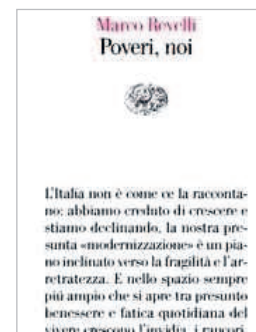 Marco Revelli
Poveri, noi
L'Italia non è come ce la racconta-
no: abbiamo creduto di crescere e
stiamo declinando, la nostra pre-
sunta «modernizzazione» è un pia-
no inclinato verso la fragilità e l'ar-
retratezza. E nello spazio sempre
piú ampio che si apre tra presunto
benessere e fatica quotidiana del
vivere crescono l'invidia, i rancori,